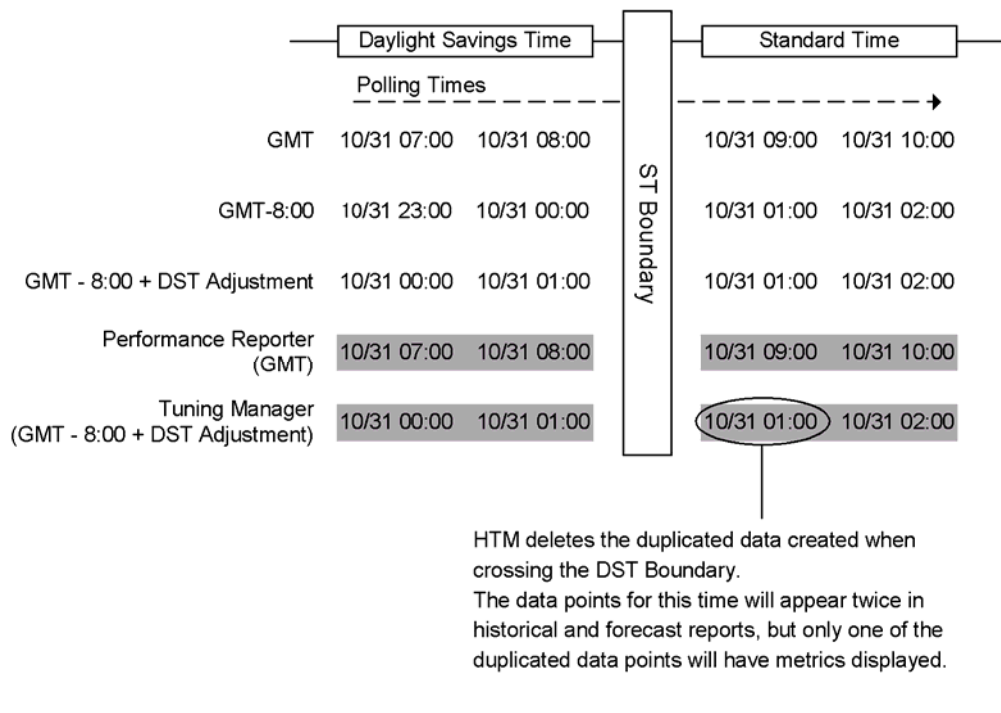 Daylight Savings Time Standard Time
Polling Times
GMT 10/31 07:00 10/31 08:00 10/31 09:00 10/31 10:00
GMT-8:00 10/31 23:00 10/31 00:00 10/31 01:00 10/31 02:00
GMT - 8:00 + DST Adjustment 10/31 00:00 10/31 01:00 10/31 01:00 10/31 02:00
ST Boundary
Performance Reporter
(GMT) 10/31 07:00 10/31 08:00 10/31 09:00 10/31 10:00
Tuning Manager
(GMT - 8:00 + DST Adjustment) 10/31 00:00 10/31 01:00 10/31 01:00 10/31 02:00
HTM deletes the duplicated data created when
crossing the DST Boundary.
The data points for this time will appear twice in
historical and forecast reports, but only one of the
duplicated data points will have metrics displayed.